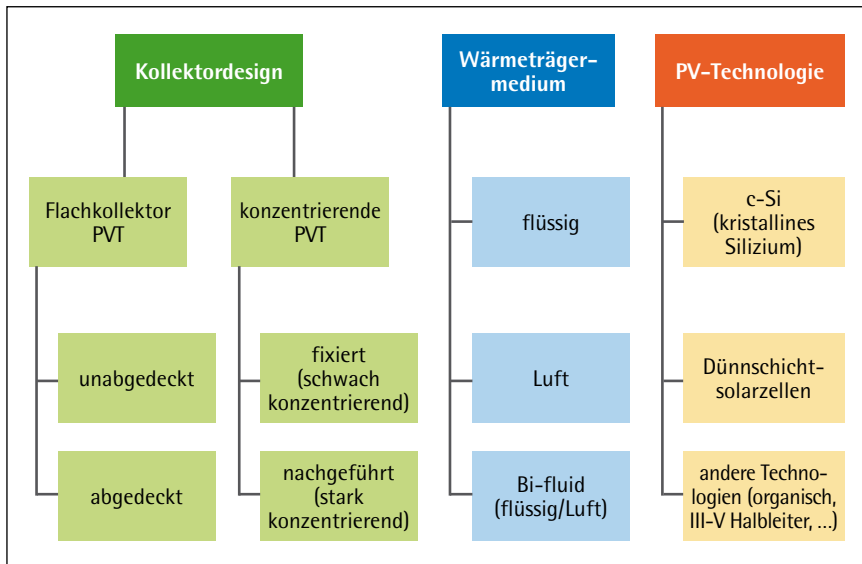 Kollektordesign
Flachkollektor
PVT
unabgedeckt
abgedeckt
konzentrierende
PVT
fixiert
(schwach
konzentrierend)
nachgeführt
(stark
konzentrierend)
Wärmeträger-
medium
flüssig
Luft
Bi-fluid
(flüssig/Luft)
PV-Technologie
c-Si
(kristallines
Silizium)
Dünnschicht-
solarzellen
andere Techno-
logien (organisch,
III-V Halbleiter, ...)